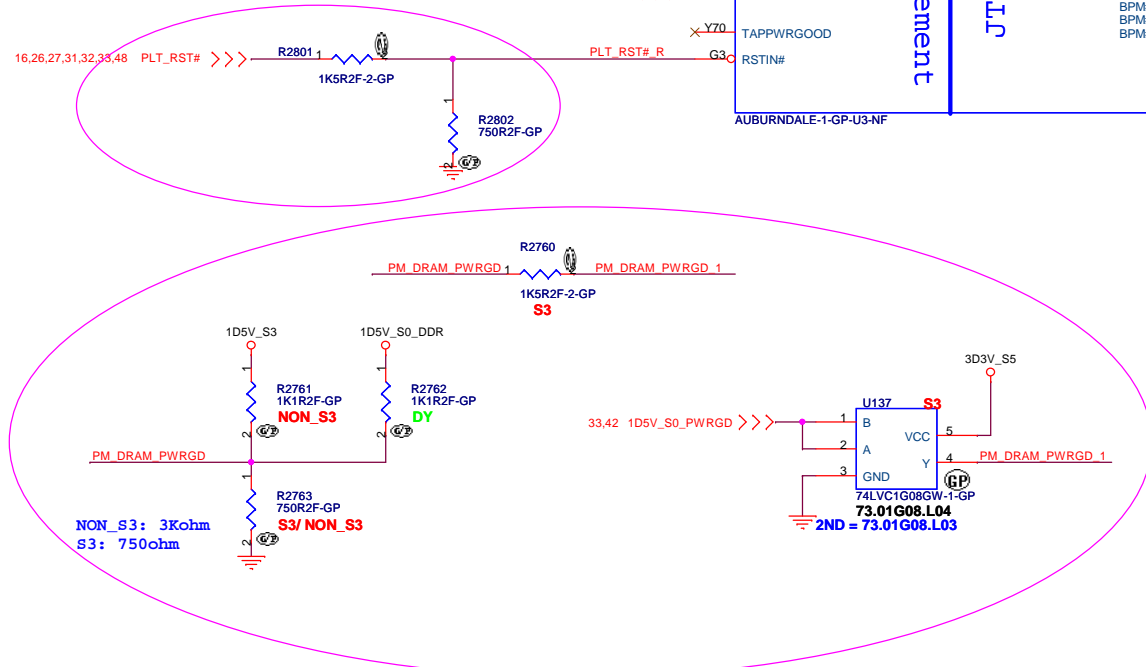 BPM
BPM
BPM
ement
Y70
TAPPWRGOOD
16,26,27,31,32,33,48 PLT_RST#
R2801
1
1K5R2F-2-GP
PLT_RST#_R
G3
RSTIN#
AUBURNDALE-1-GP-U3-NF
1
R2802
750R2F-GP
2
G/P
R2760
PM_DRAM_PWRGD
1
PM_DRAM_PWRGD_1
1K5R2F-2-GP
S3
1D5V_S3
1D5V_S0_DDR
1
1
R2761
1K1R2F-GP
NON_S3
2
G/P
R2762
1K1R2F-GP
DY
2
G/P
PM_DRAM_PWRGD
1
R2763
750R2F-GP
S3/ NON_S3
2
G/P
NON_S3: 3Kohm
S3: 750ohm
3D3V_S5
U137
S3
33,42 1D5V_S0_PWRGD
1
B
2
A
3
GND
VCC
5
Y
4
PM_DRAM_PWRGD_1
GP
74LVC1G08GW-1-GP
73.01G08.L04
2ND = 73.01G08.L03